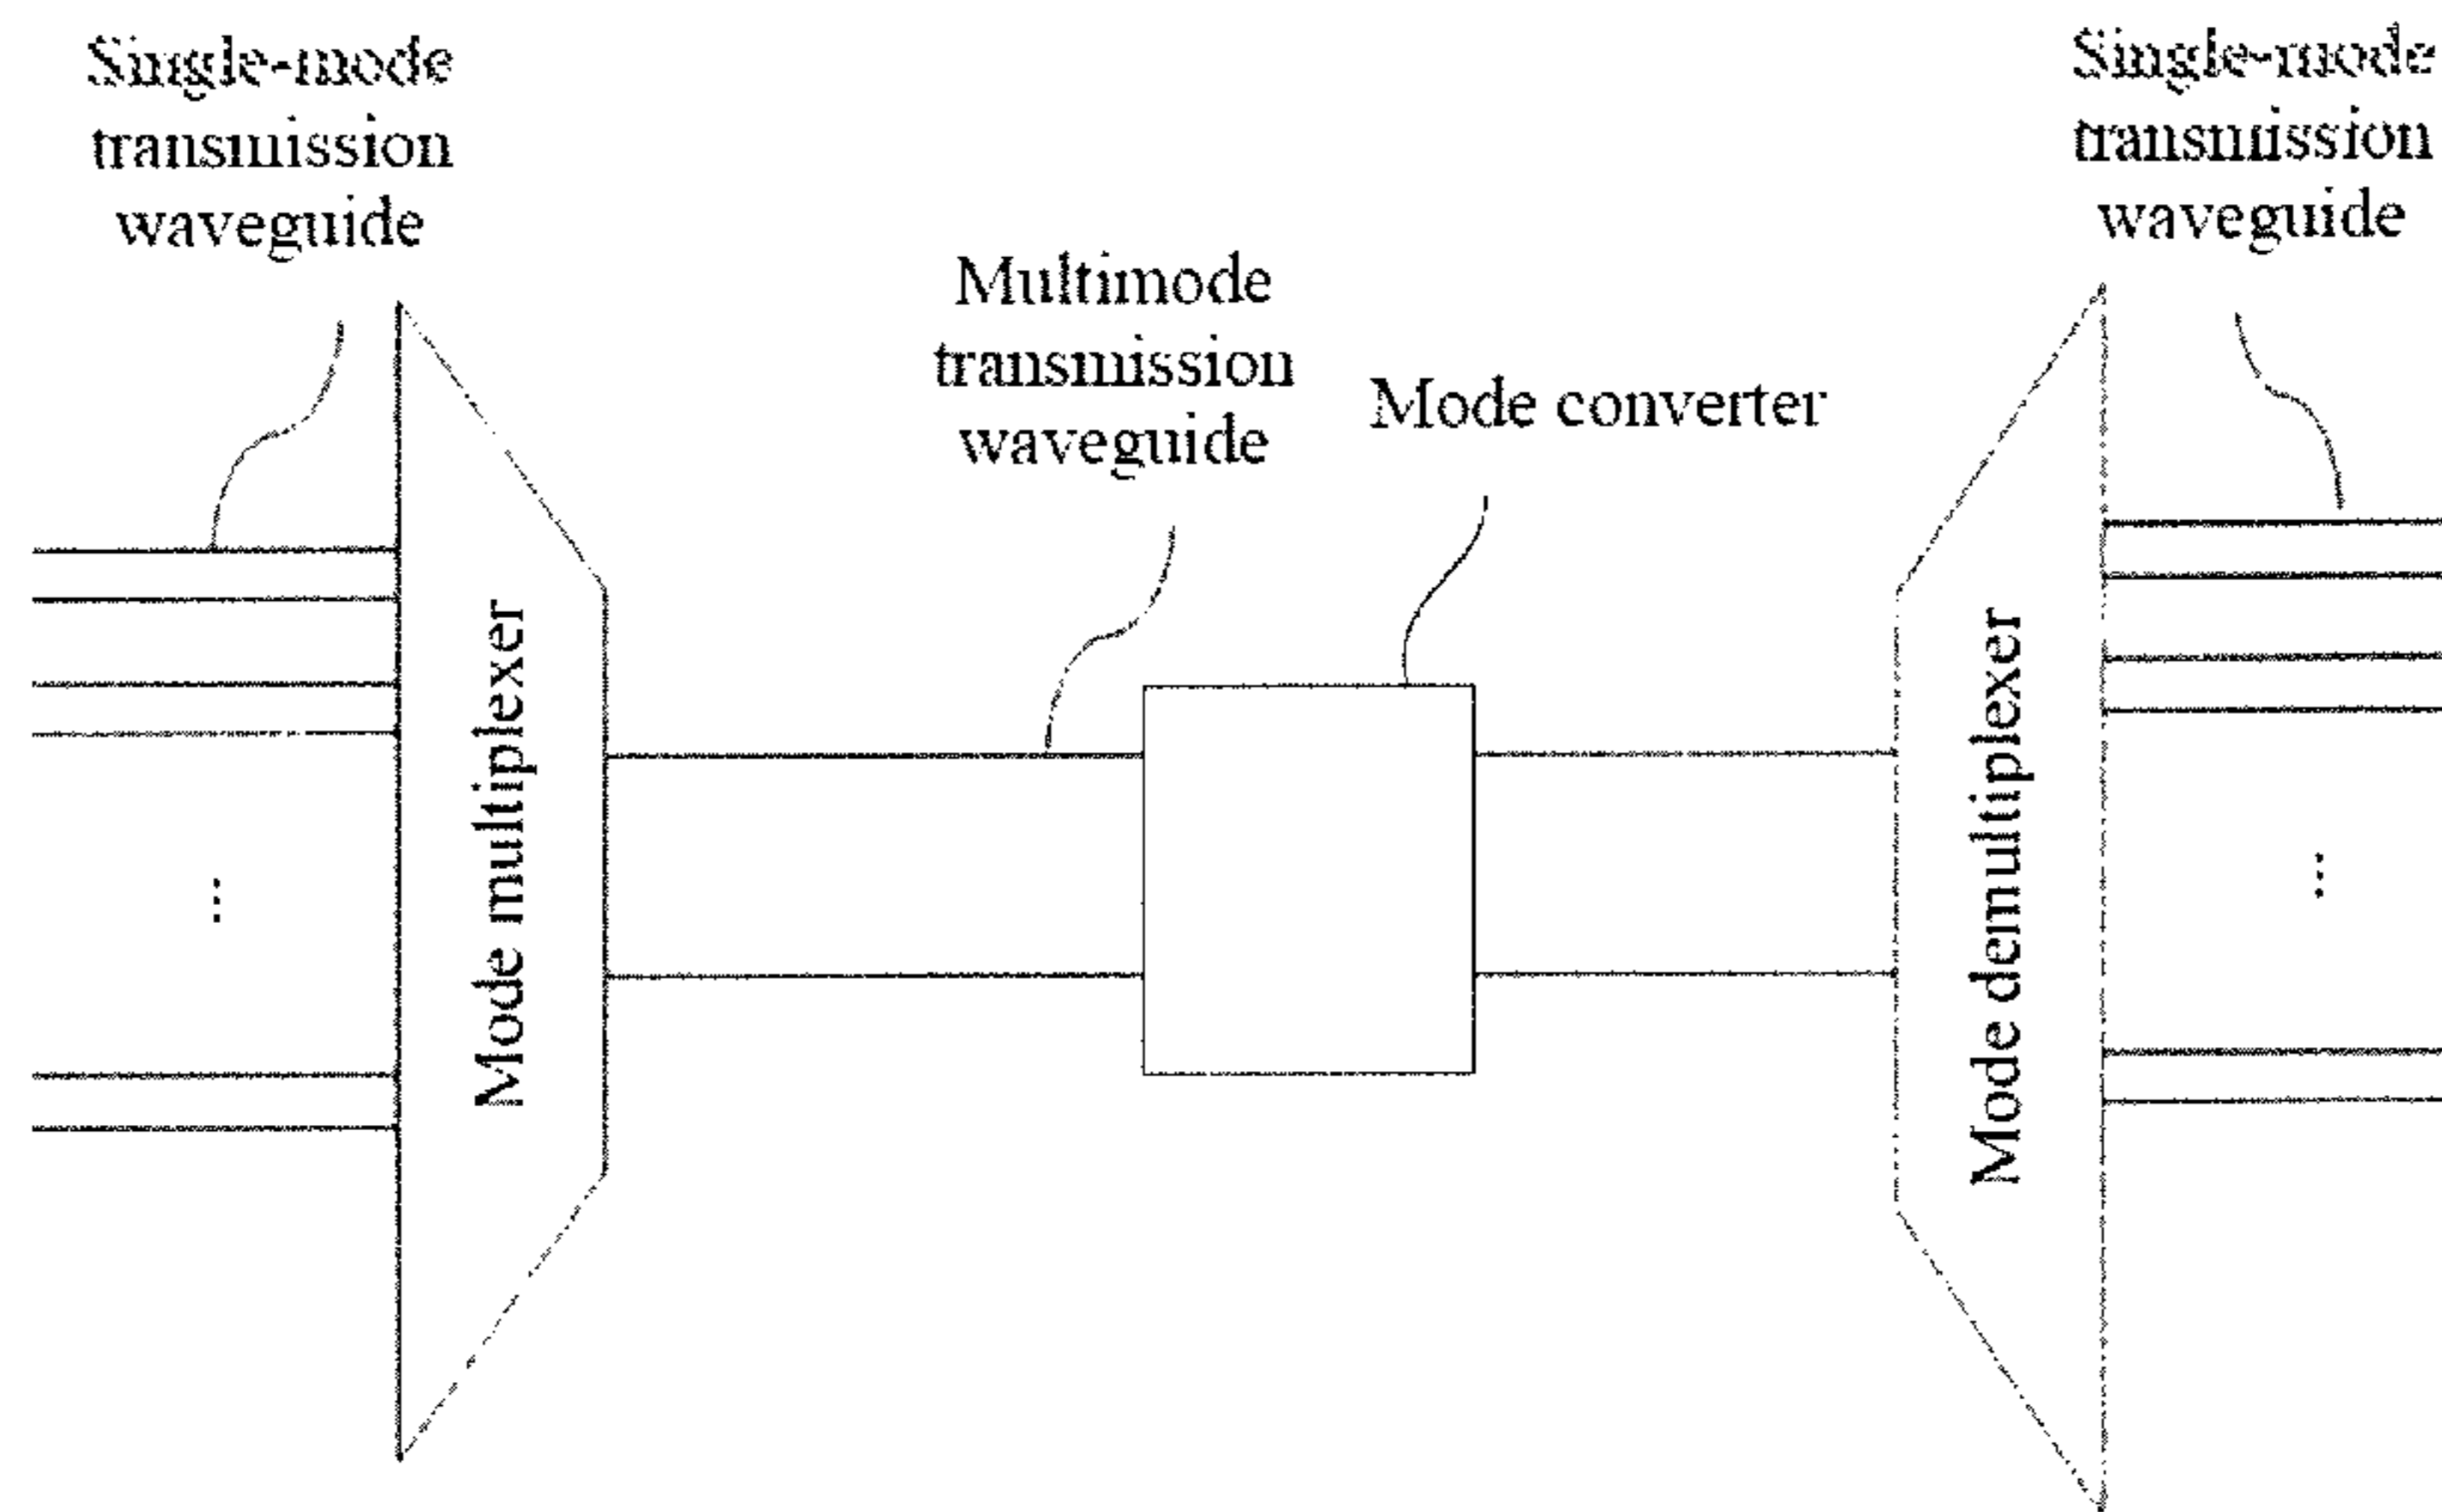 Single-mode
transmission
waveguide
Single-mode
transmission
waveguide
Multimode
transmission
waveguide
Mode converter
Mode multiplexer
Mode demultiplexer
...
...